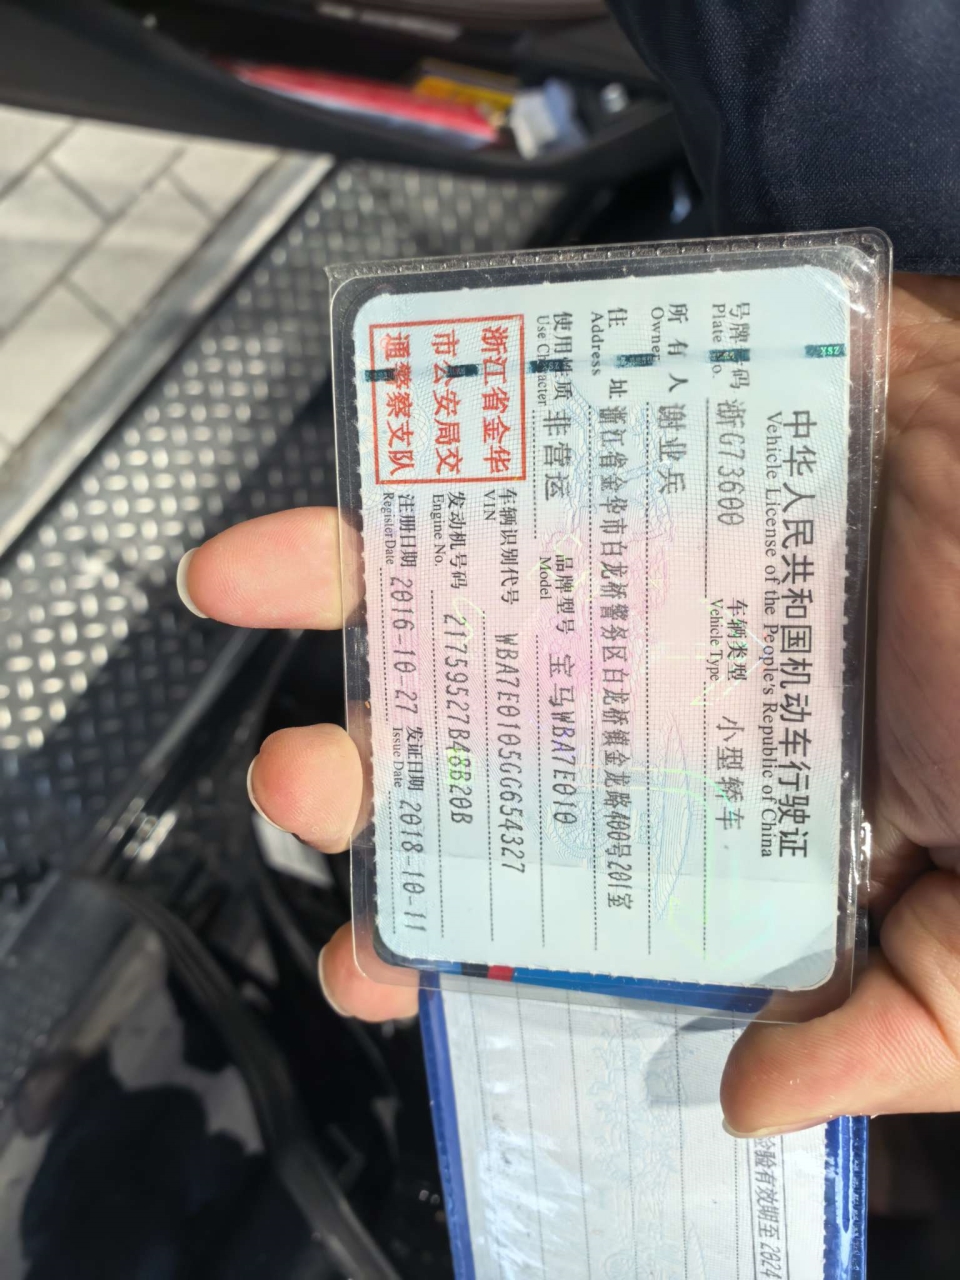 中华人民共和国机动车行驶证
Vehicle License of the People's Republic of China
号牌号码 浙G73600 车辆类型 小型轿车
Plate No. Vehicle Type
所有人 谢业兵
Owner
住址 浙江省金华市白龙桥警务区白龙桥镇金龙路400号201室
Address
使用性质 非营运 品牌型号 宝马WBA7E010
Use Character Model
浙江省金华
市公安局交
通警察支队
车辆识别代号 WBA7E0105GG654327
VIN
发动机号码 21759527B48B20B
Engine No.
注册日期 2016-10-27 发证日期 2018-10-11
Register Date Issue Date
检验有效期至 2024